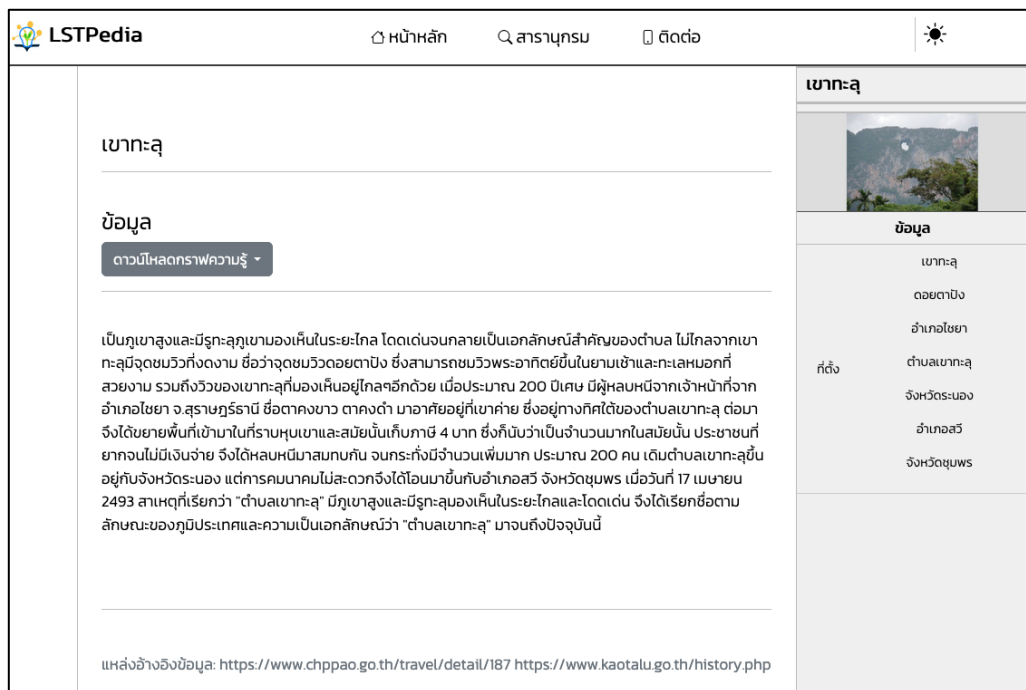 LSTPedia
หน้าหลัก
สารานุกรม
ติดต่อ
เขาทะลุ
ข้อมูล
ดาวน์โหลดกราฟความรู้
เป็นภูเขาสูงและมีรูทะลุภูเขามองเห็นในระยะไกล โดดเด่นจนกลายเป็นเอกลักษณ์สำคัญของตำบล ไม่ไกลจากเขา
ทะลุมีจุดชมวิวที่งดงาม ชื่อว่าจุดชมวิวดอยตาปัง ซึ่งสามารถชมวิวพระอาทิตย์ขึ้นในยามเช้าและทะเลหมอกที่
สวยงาม รวมถึงวิวของเขาทะลุที่มองเห็นอยู่ไกลๆอีกด้วย เมื่อประมาณ 200 ปีเศษ มีผู้หลบหนีจากเจ้าหน้าที่จาก
อำเภอไชยา จ.สุราษฎร์ธานี ชื่อตาคงขาว ตาคงดำ มาอาศัยอยู่ที่เขาค่าย ซึ่งอยู่ทางทิศใต้ของตำบลเขาทะลุ ต่อมา
จึงได้ขยายพื้นที่เข้ามาในที่ราบหุบเขาและสมัยนั้นเก็บภาษี 4 บาท ซึ่งก็นับว่าเป็นจำนวนมากในสมัยนั้น ประชาชนที่
ยากจนไม่มีเงินจ่าย จึงได้หลบหนีมาสมทบกัน จนกระทั่งมีจำนวนเพิ่มมาก ประมาณ 200 คน เดิมตำบลเขาทะลุขึ้น
อยู่กับจังหวัดระนอง แต่การคมนาคมไม่สะดวกจึงได้โอนมาขึ้นกับอำเภอสวี จังหวัดชุมพร เมื่อวันที่ 17 เมษายน
2493 สาเหตุที่เรียกว่า "ตำบลเขาทะลุ" มีภูเขาสูงและมีรูทะลุมองเห็นในระยะไกลและโดดเด่น จึงได้เรียกชื่อตาม
ลักษณะของภูมิประเทศและความเป็นเอกลักษณ์ว่า "ตำบลเขาทะลุ" มาจนถึงปัจจุบันนี้
แหล่งอ้างอิงข้อมูล: https://www.chppao.go.th/travel/detail/187 https://www.kaotalu.go.th/history.php
เขาทะลุ
ข้อมูล
ที่ตั้ง
เขาทะลุ
ดอยตาปัง
อำเภอไชยา
ตำบลเขาทะลุ
จังหวัดระนอง
อำเภอสวี
จังหวัดชุมพร